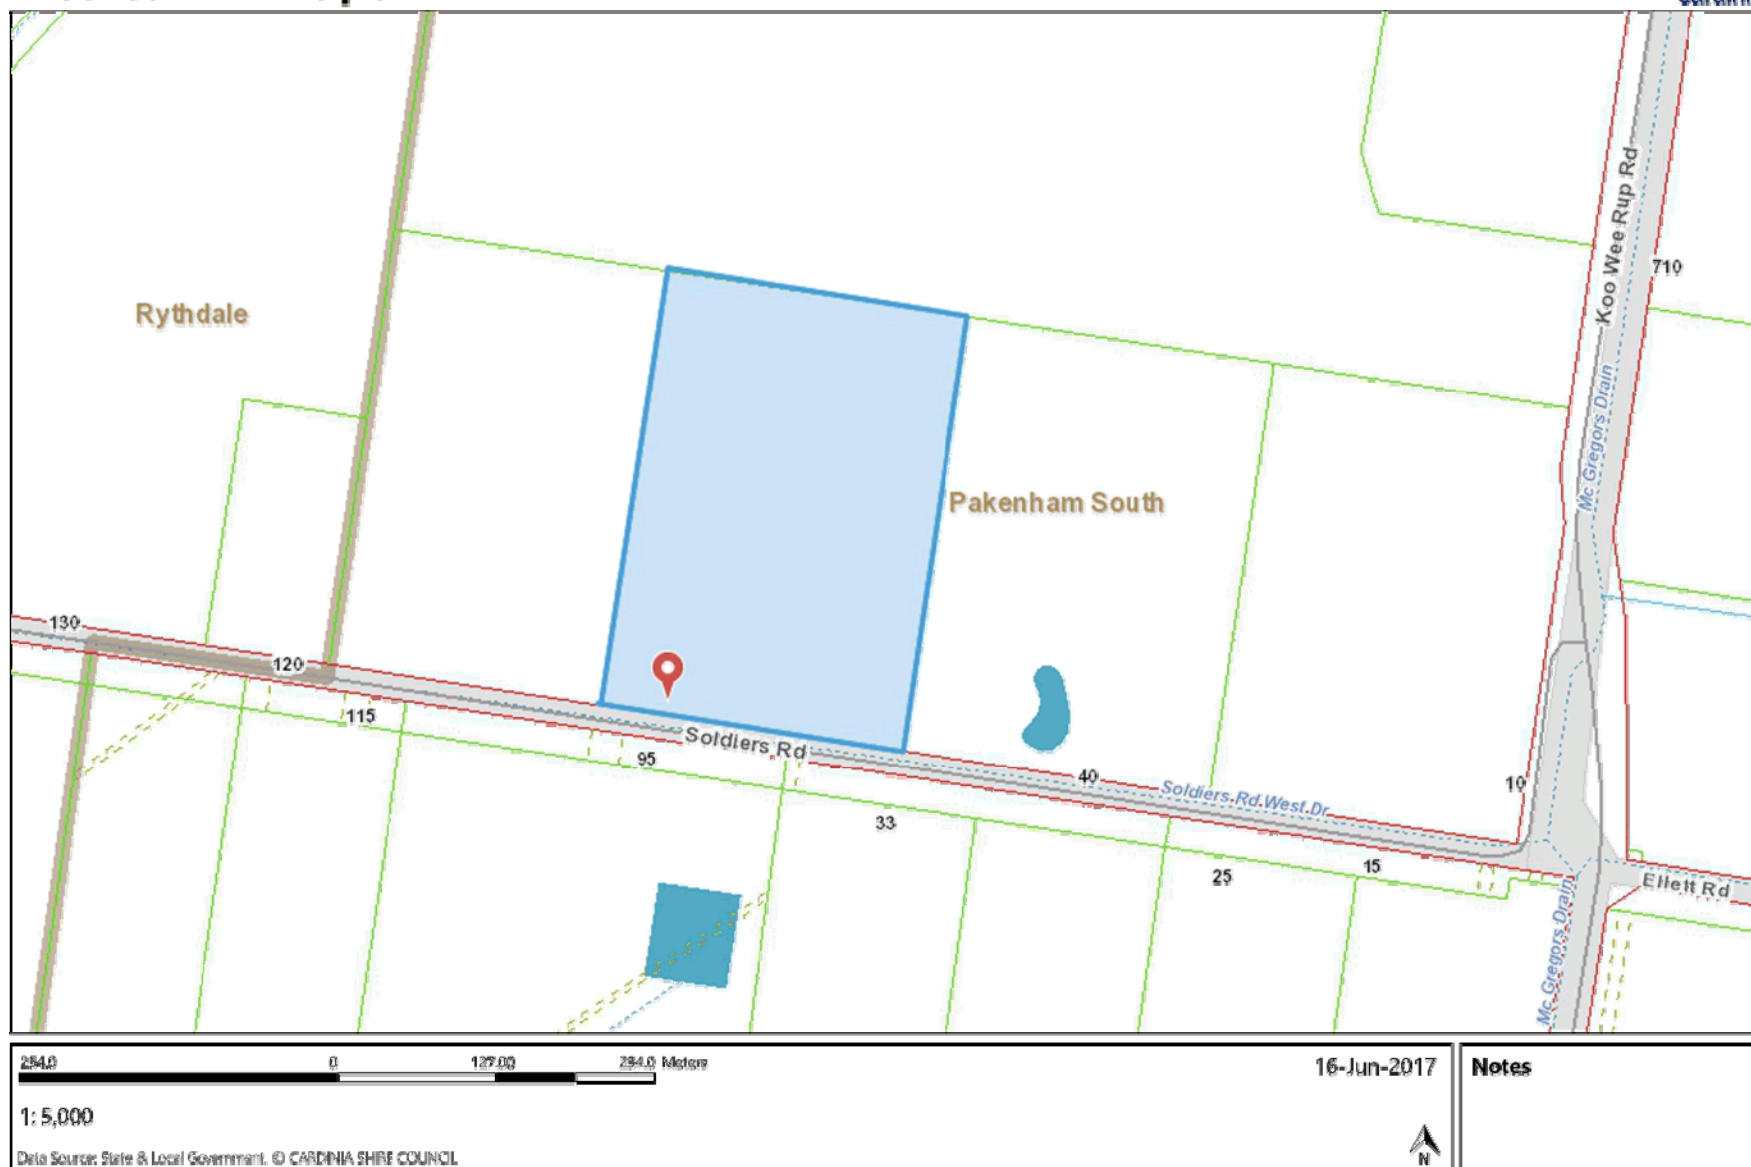 Koo Wee Rup Rd
710
Rythdale
Mc Gregors Drain
Pakenham South
130
120
115
Soldiers Rd
95
40
Soldiers Rd West Dr
10
33
25
15
Ellett Rd
Mc Gregors Drain
254.0 0 127.00 254.0 Meters
16-Jun-2017
Notes
1: 5,000
N
Data Source: State & Local Government. © CARDINIA SHIRE COUNCIL